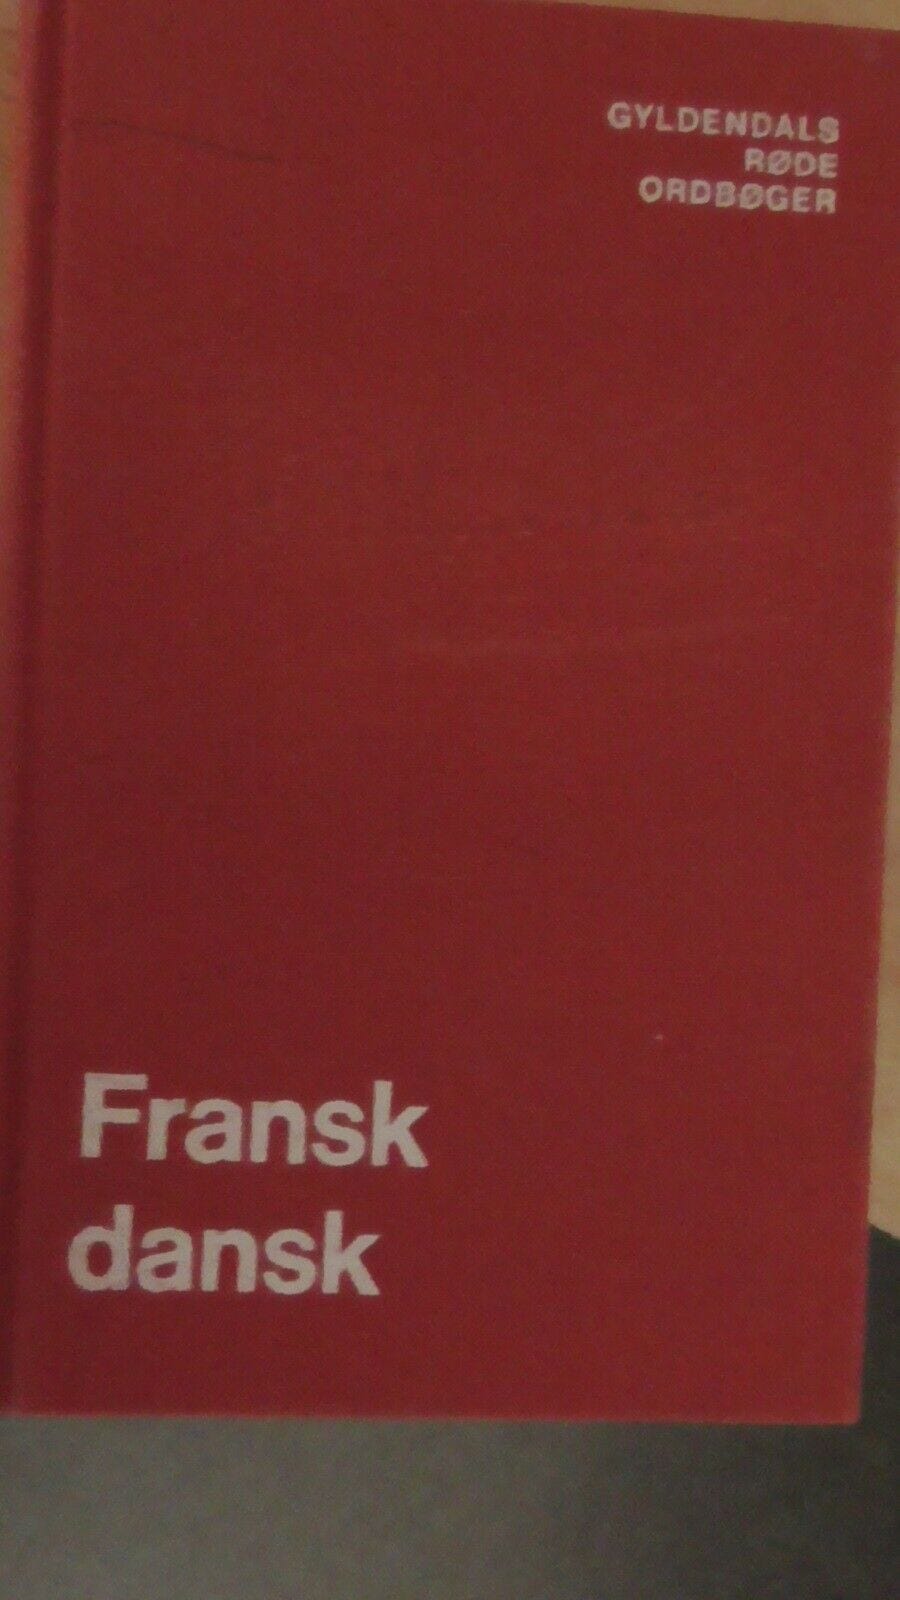 GYLDENDALS
RØDE
ORDBØGER
Fransk
dansk